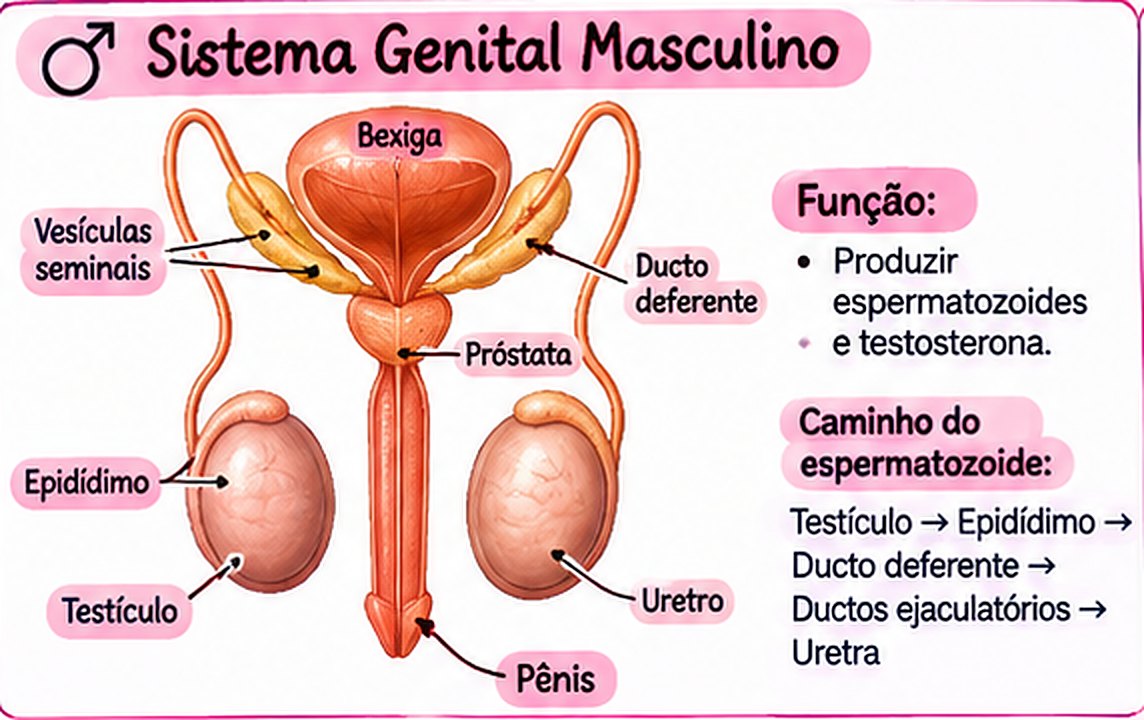 ♂ Sistema Genital Masculino
Bexiga
Vesículas
seminais
Ducto
deferente
Próstata
Epidídimo
Testículo
Uretro
Pênis
Função:
• Produzir
espermatozoides
• e testosterona.
Caminho do
espermatozoide:
Testículo → Epidídimo →
Ducto deferente →
Ductos ejaculatórios →
Uretra